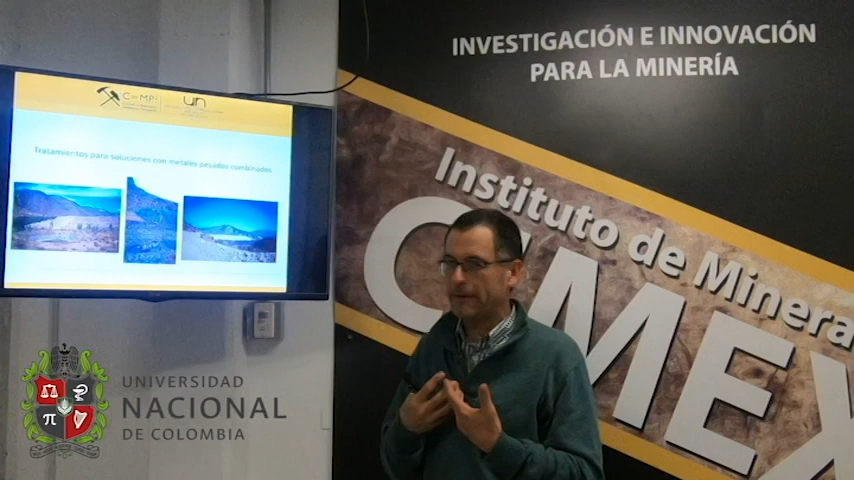 INVESTIGACIÓN E INNOVACIÓN
PARA LA MINERÍA
Tratamientos para soluciones con metales pesados combinados
Instituto de Minera
CIMEX
UNIVERSIDAD
NACIONAL
DE COLOMBIA